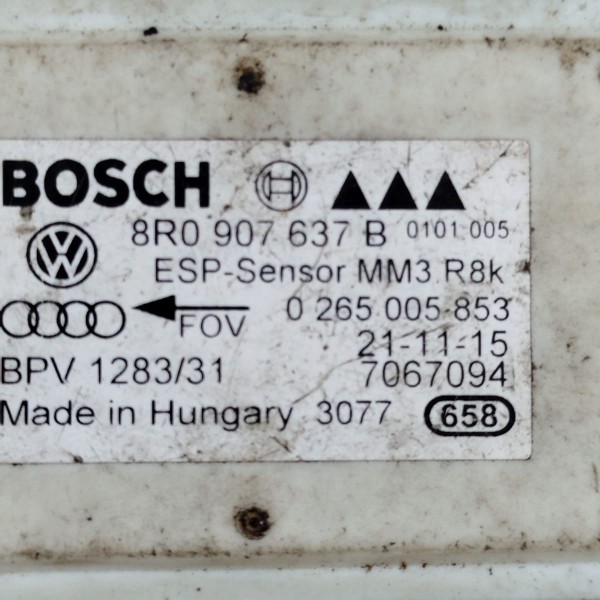 BOSCH
8R0 907 637 B 0101 005
ESP-Sensor MM3 R8k
0 265 005 853
FOV
21-11-15
BPV 1283/31 7067094
Made in Hungary 3077 658